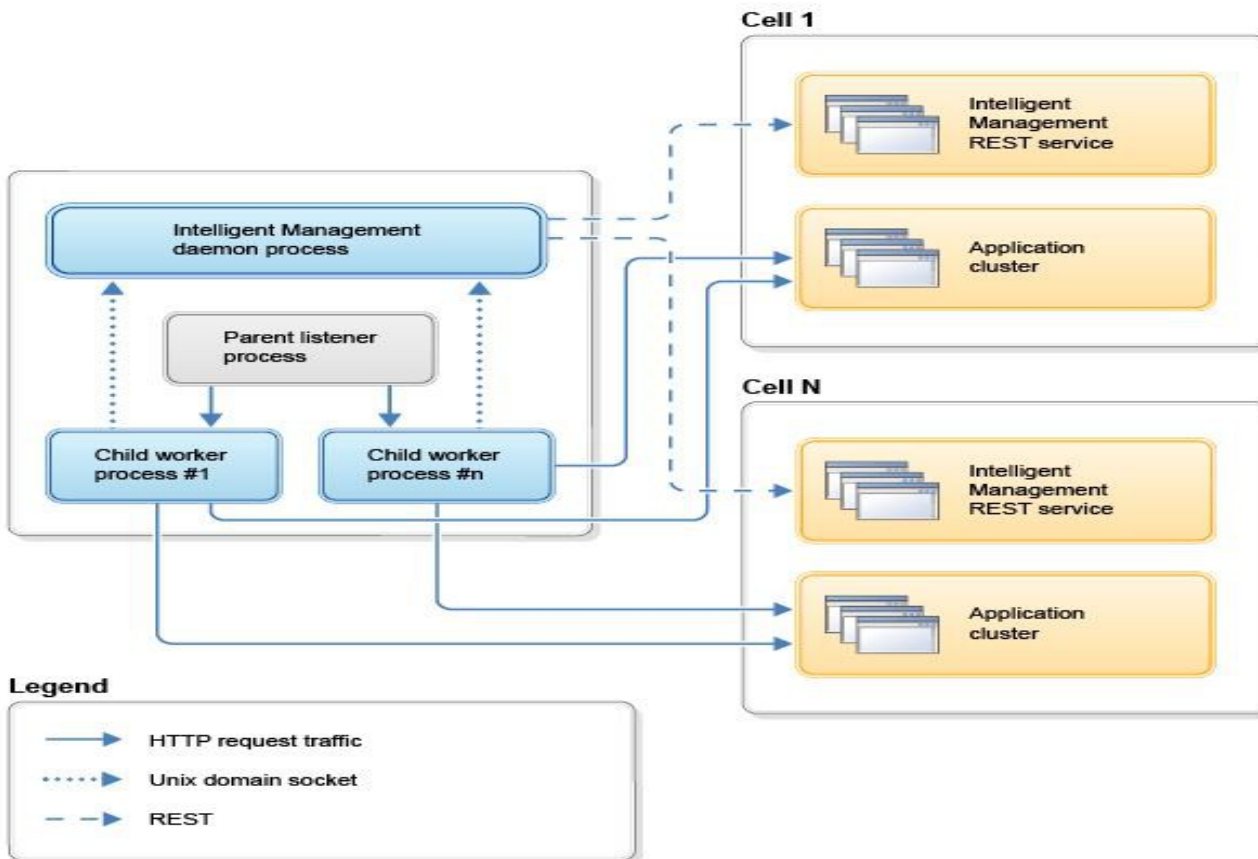 Cell 1
Intelligent
Management
REST service
Application
cluster
Intelligent Management
daemon process
Parent listener
process
Child worker
process #1
Child worker
process #n
Cell N
Intelligent
Management
REST service
Application
cluster
Legend
HTTP request traffic
Unix domain socket
REST